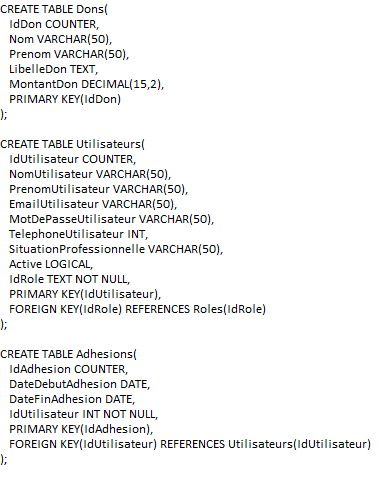 CREATE TABLE Dons(
IdDon COUNTER,
Nom VARCHAR(50),
Prenom VARCHAR(50),
LibelleDon TEXT,
MontantDon DECIMAL(15,2),
PRIMARY KEY(IdDon)
);
CREATE TABLE Utilisateurs(
IdUtilisateur COUNTER,
NomUtilisateur VARCHAR(50),
PrenomUtilisateur VARCHAR(50),
EmailUtilisateur VARCHAR(50),
MotDePasseUtilisateur VARCHAR(50),
TelephoneUtilisateur INT,
SituationProfessionnelle VARCHAR(50),
Active LOGICAL,
IdRole TEXT NOT NULL,
PRIMARY KEY(IdUtilisateur),
FOREIGN KEY(IdRole) REFERENCES Roles(IdRole)
);
CREATE TABLE Adhesions(
IdAdhesion COUNTER,
DateDebutAdhesion DATE,
DateFinAdhesion DATE,
IdUtilisateur INT NOT NULL,
PRIMARY KEY(IdAdhesion),
FOREIGN KEY(IdUtilisateur) REFERENCES Utilisateurs(IdUtilisateur)
);